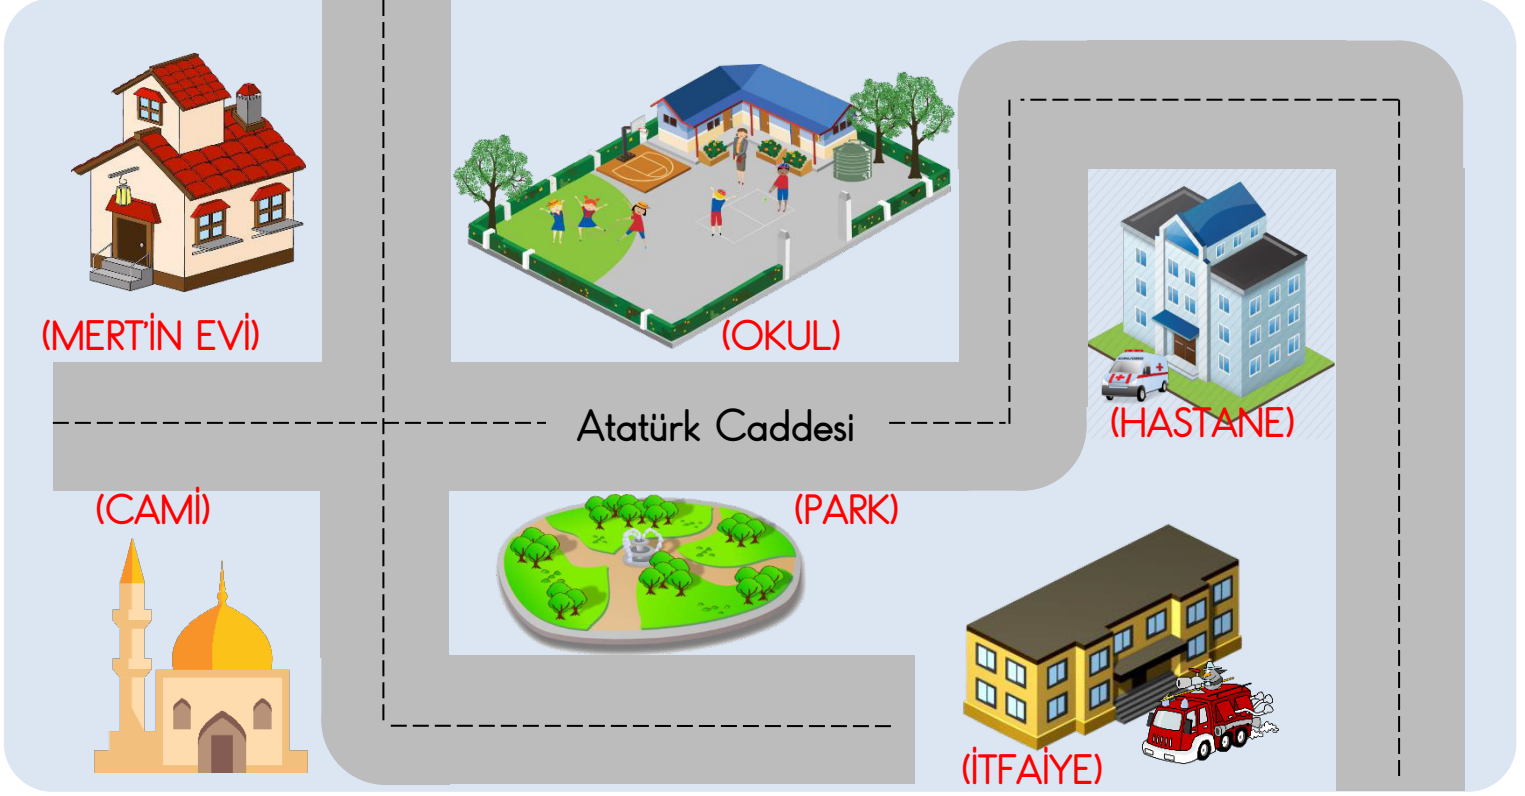 (MERT'İN EVİ)
(OKUL)
Atatürk Caddesi
(HASTANE)
(CAMİ)
(PARK)
(İTFAİYE)